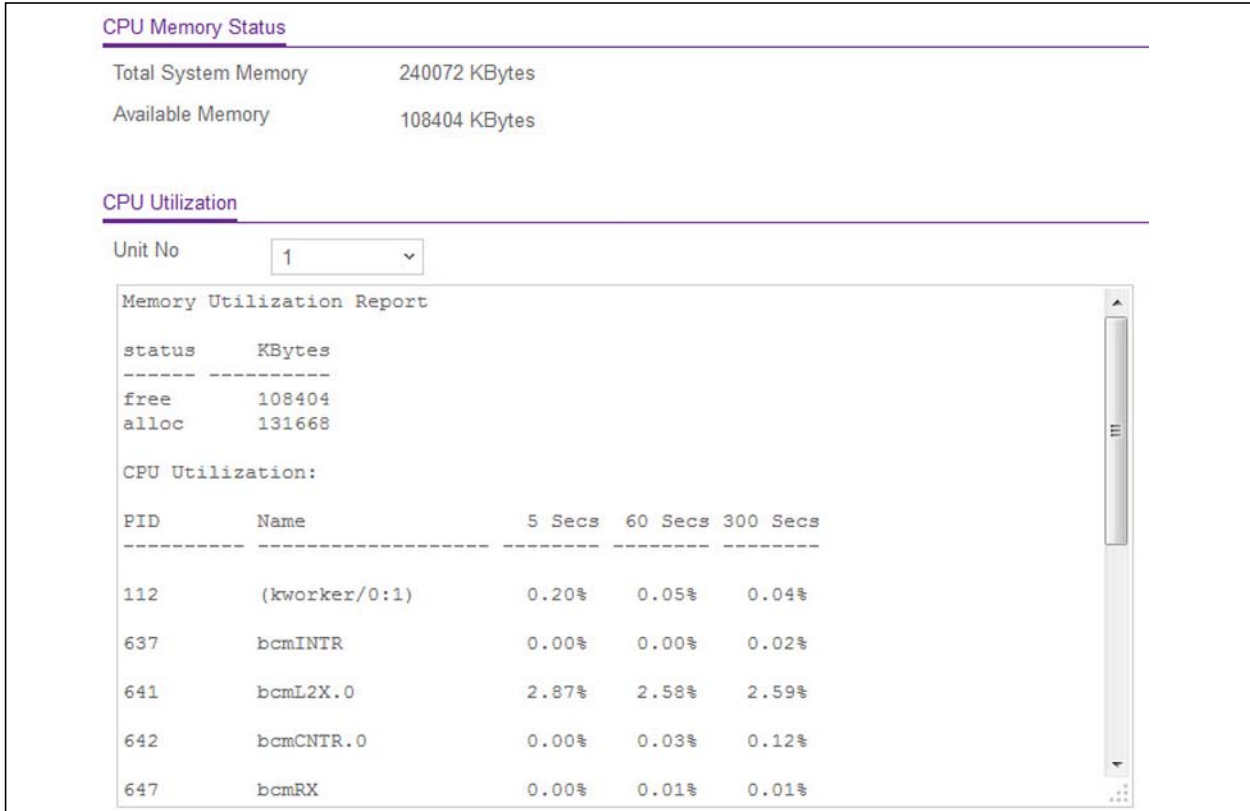 CPU Memory Status
Total System Memory 240072 KBytes
Available Memory 108404 KBytes
CPU Utilization
Unit No 1
Memory Utilization Report
status KBytes
------ ----------
free 108404
alloc 131668
CPU Utilization:
PID Name 5 Secs 60 Secs 300 Secs
---------- ------------------- -------- -------- --------
112 (kworker/0:1) 0.20% 0.05% 0.04%
637 bcmINTR 0.00% 0.00% 0.02%
641 bcmL2X.0 2.87% 2.58% 2.59%
642 bcmCNTR.0 0.00% 0.03% 0.12%
647 bcmRX 0.00% 0.01% 0.01%